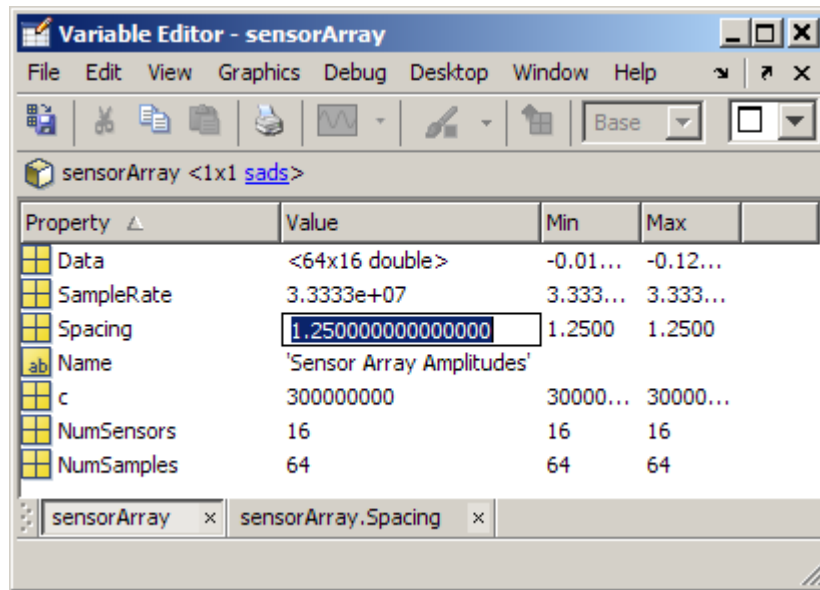 Variable Editor - sensorArray
File Edit View Graphics Debug Desktop Window Help
Base
sensorArray <1x1 sads>
Property Value Min Max
Data <64x16 double> -0.01... -0.12...
SampleRate 3.3333e+07 3.333... 3.333...
Spacing 1.250000000000000 1.2500 1.2500
ab Name 'Sensor Array Amplitudes'
c 300000000 30000... 30000...
NumSensors 16 16 16
NumSamples 64 64 64
sensorArray × sensorArray.Spacing ×